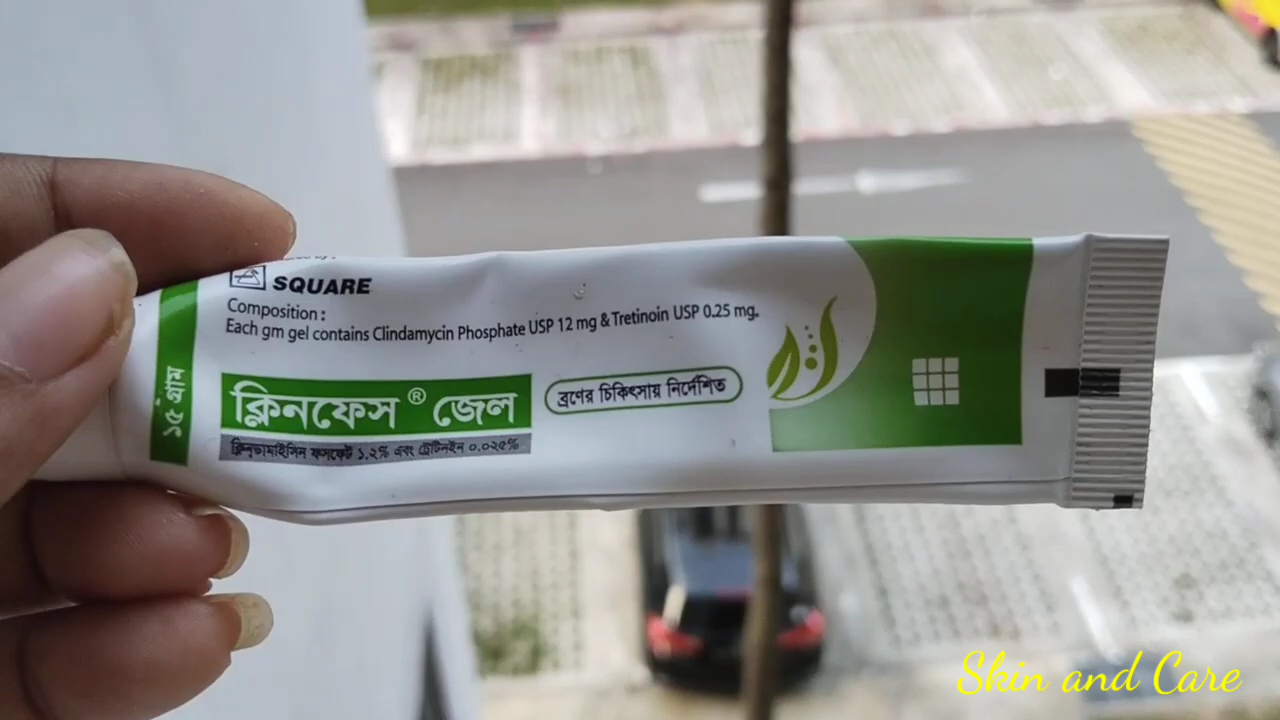 SQUARE
Composition :
Each gm gel contains Clindamycin Phosphate USP 12 mg & Tretinoin USP 0.25 mg.
১৫ গ্রাম
ক্লিনফেস ® জেল
ব্রণের চিকিৎসায় নির্দেশিত
ক্লিন্ডামাইসিন ফসফেট ১.২% এবং ট্রেটিনইন ০.০২৫%
Skin and Care